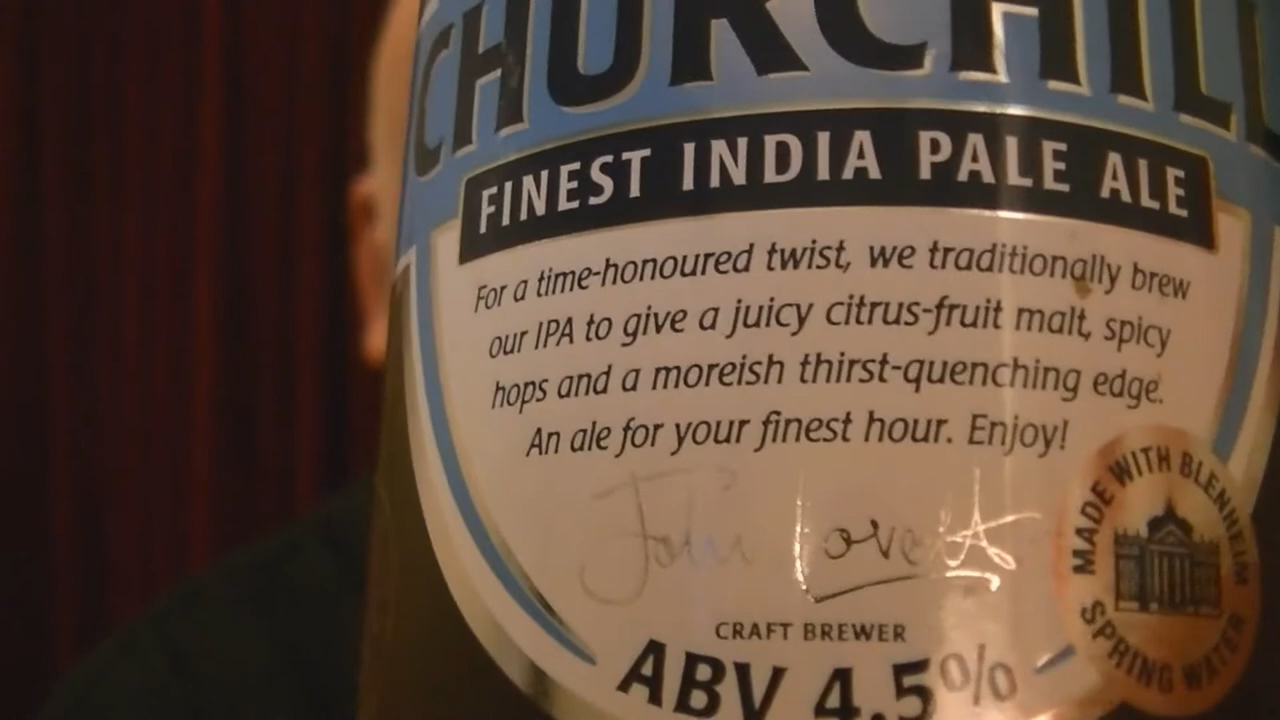 CHURCHILL
FINEST INDIA PALE ALE
For a time-honoured twist, we traditionally brew
our IPA to give a juicy citrus-fruit malt, spicy
hops and a moreish thirst-quenching edge.
An ale for your finest hour. Enjoy!
John Lovett
CRAFT BREWER
ABV 4.5%
MADE WITH BLENHEIM
SPRING WATER